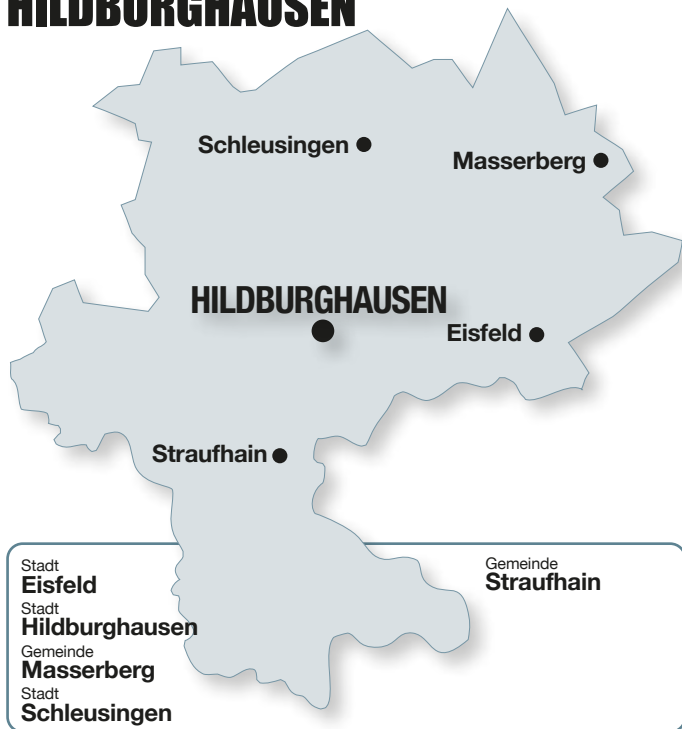 HILDBURGHAUSEN
Schleusingen
Masserberg
HILDBURGHAUSEN
Eisfeld
Straufhain
Stadt
Eisfeld
Stadt
Hildburghausen
Gemeinde
Masserberg
Stadt
Schleusingen
Gemeinde
Straufhain